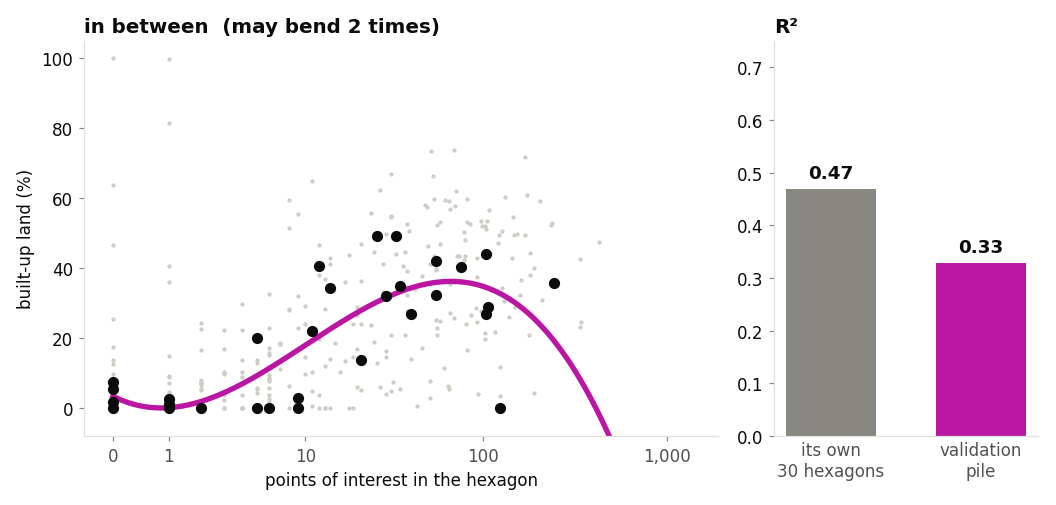 in between  (may bend 2 times)
R²
100
80
60
40
20
0
built-up land (%)
0
1
10
100
1,000
points of interest in the hexagon
0.7
0.6
0.5
0.4
0.3
0.2
0.1
0.0
0.47
0.33
its own
30 hexagons
validation
pile